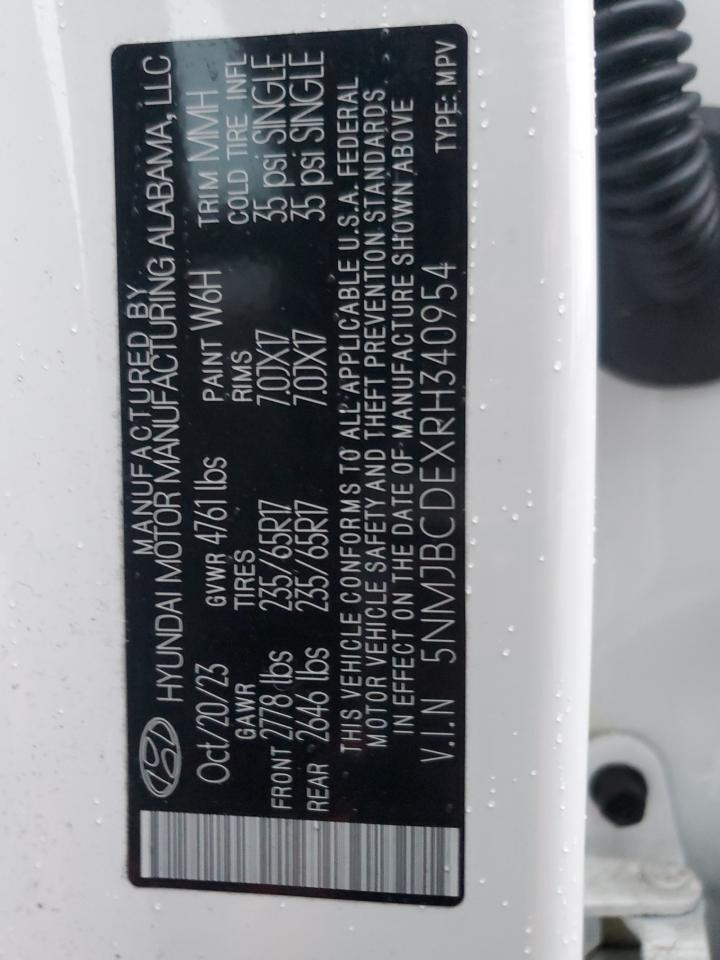 MANUFACTURED BY
HYUNDAI MOTOR MANUFACTURING ALABAMA, LLC
Oct/20/23 GVWR 4761 lbs PAINT W6H TRIM MMH
GAWR TIRES RIMS COLD TIRE INFL
FRONT 2778 lbs 235/65R17 7.0JX17 35 psi SINGLE
REAR 2646 lbs 235/65R17 7.0JX17 35 psi SINGLE
THIS VEHICLE CONFORMS TO ALL APPLICABLE U.S.A. FEDERAL
MOTOR VEHICLE SAFETY AND THEFT PREVENTION STANDARDS
IN EFFECT ON THE DATE OF MANUFACTURE SHOWN ABOVE
V.I.N 5NMJBCDEXRH340954 TYPE: MPV